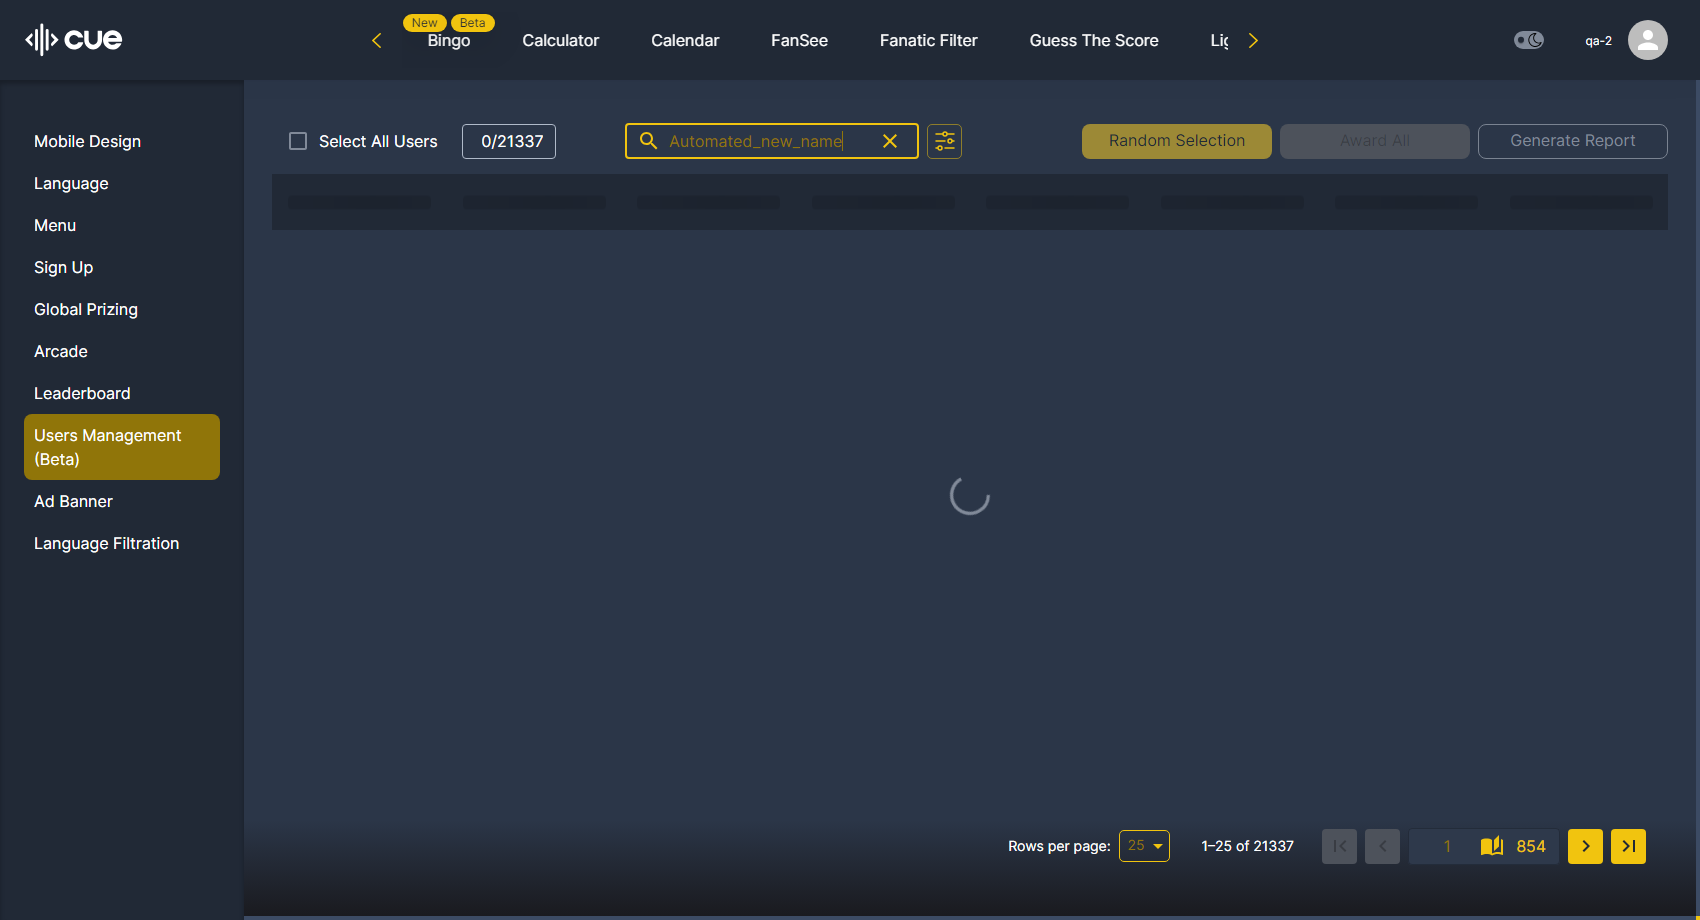 cue
New
Beta
Bingo
Calculator
Calendar
FanSee
Fanatic Filter
Guess The Score
qa-2
Mobile Design
Language
Menu
Sign Up
Global Prizing
Arcade
Leaderboard
Users Management
(Beta)
Ad Banner
Language Filtration
Select All Users
0/21337
Automated_new_name
Random Selection
Award All
Generate Report
Rows per page:
25
1–25 of 21337
1
854